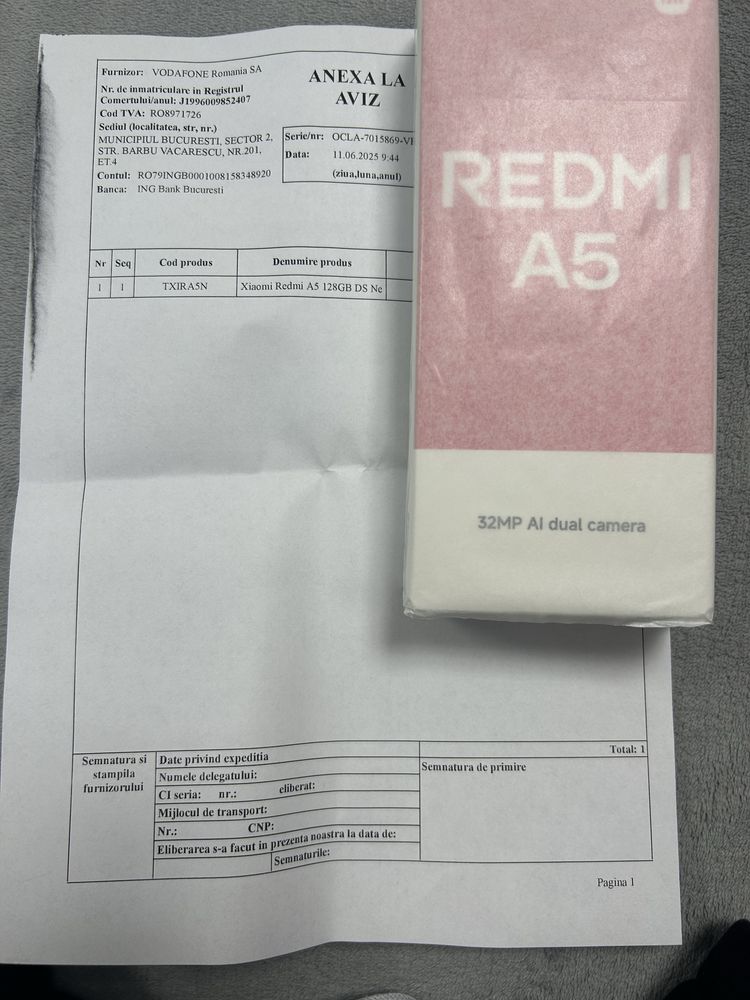 Furnizor: VODAFONE Romania SA
Nr. de inmatriculare in Registrul
Comertului/anul: J1996009852407
Cod TVA: RO8971726
Sediul (localitatea, str, nr.)
MUNICIPIUL BUCURESTI, SECTOR 2,
STR. BARBU VACARESCU, NR.201,
ET.4
Contul: RO79INGB0001008158348920
Banca: ING Bank Bucuresti
ANEXA LA
AVIZ
Serie/nr: OCLA-7015869-
Data: 11.06.2025 9:44
(ziua,luna,anul)
Nr Seq Cod produs Denumire produs
1 1 TXIRA5N Xiaomi Redmi A5 128GB DS Ne
REDMI
A5
32MP AI dual camera
Total: 1
Semnatura si
stampila
furnizorului
Date privind expeditia
Numele delegatului:
CI seria: nr.: eliberat:
Mijlocul de transport:
Nr.: CNP:
Eliberarea s-a facut in prezenta noastra la data de:
Semnaturile:
Semnatura de primire
Pagina 1